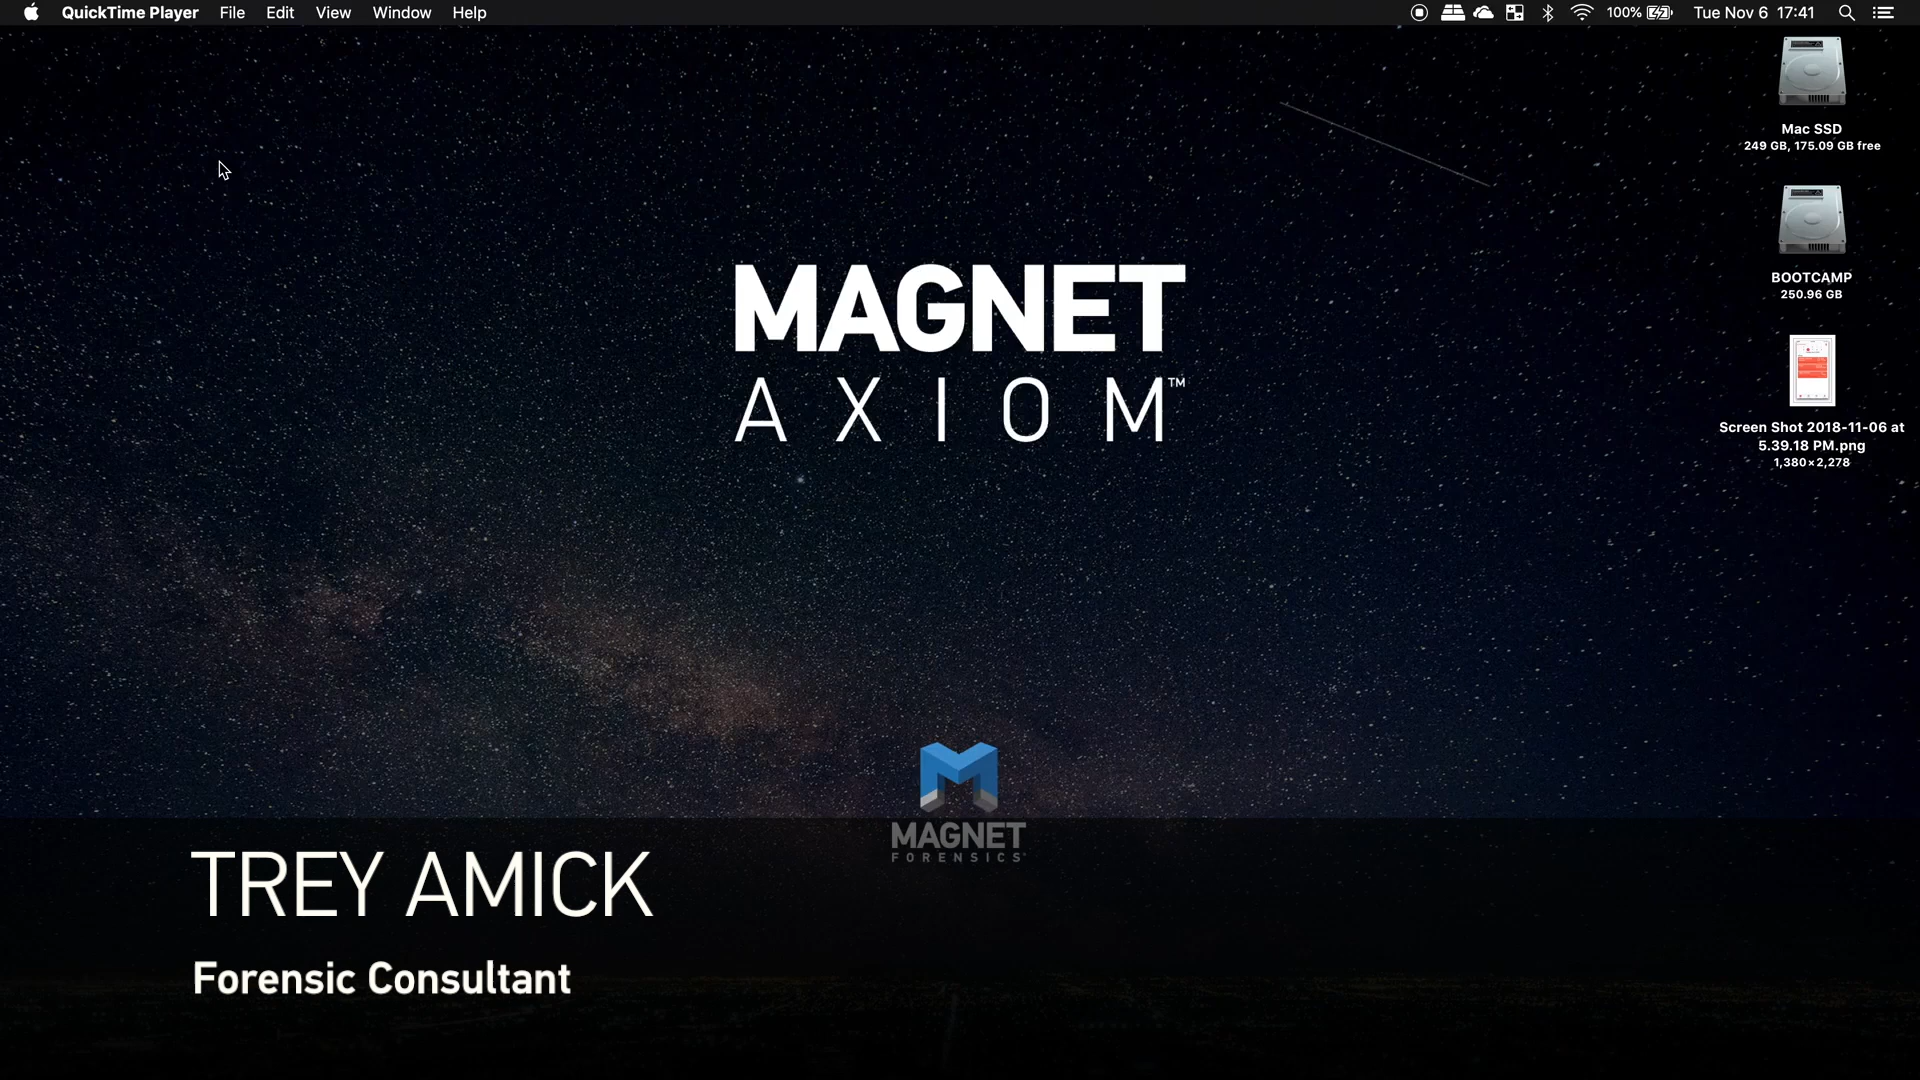 QuickTime Player File Edit View Window Help 100% Tue Nov 6 17:41
Mac SSD
249 GB, 175.09 GB free
BOOTCAMP
250.96 GB
Screen Shot 2018-11-06 at
5.39.18 PM.png
1,380×2,278
MAGNET
AXIOM™
MAGNET
FORENSICS
TREY AMICK
Forensic Consultant